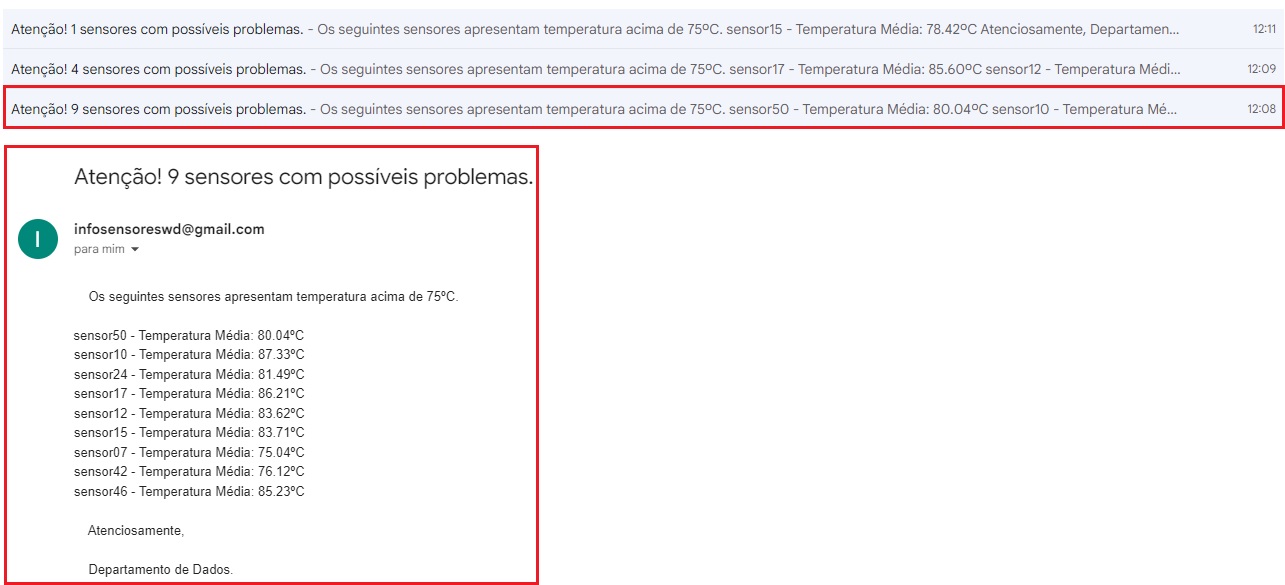 Atenção! 1 sensores com possíveis problemas. - Os seguintes sensores apresentam temperatura acima de 75ºC. sensor15 - Temperatura Média: 78.42ºC Atenciosamente, Departamen... 12:11
Atenção! 4 sensores com possíveis problemas. - Os seguintes sensores apresentam temperatura acima de 75ºC. sensor17 - Temperatura Média: 85.60ºC sensor12 - Temperatura Médi... 12:09
Atenção! 9 sensores com possíveis problemas. - Os seguintes sensores apresentam temperatura acima de 75ºC. sensor50 - Temperatura Média: 80.04ºC sensor10 - Temperatura Mé... 12:08
Atenção! 9 sensores com possíveis problemas.
I
infosensoreswd@gmail.com
para mim
Os seguintes sensores apresentam temperatura acima de 75ºC.
sensor50 - Temperatura Média: 80.04ºC
sensor10 - Temperatura Média: 87.33ºC
sensor24 - Temperatura Média: 81.49ºC
sensor17 - Temperatura Média: 86.21ºC
sensor12 - Temperatura Média: 83.62ºC
sensor15 - Temperatura Média: 83.71ºC
sensor07 - Temperatura Média: 75.04ºC
sensor42 - Temperatura Média: 76.12ºC
sensor46 - Temperatura Média: 85.23ºC
Atenciosamente,
Departamento de Dados.